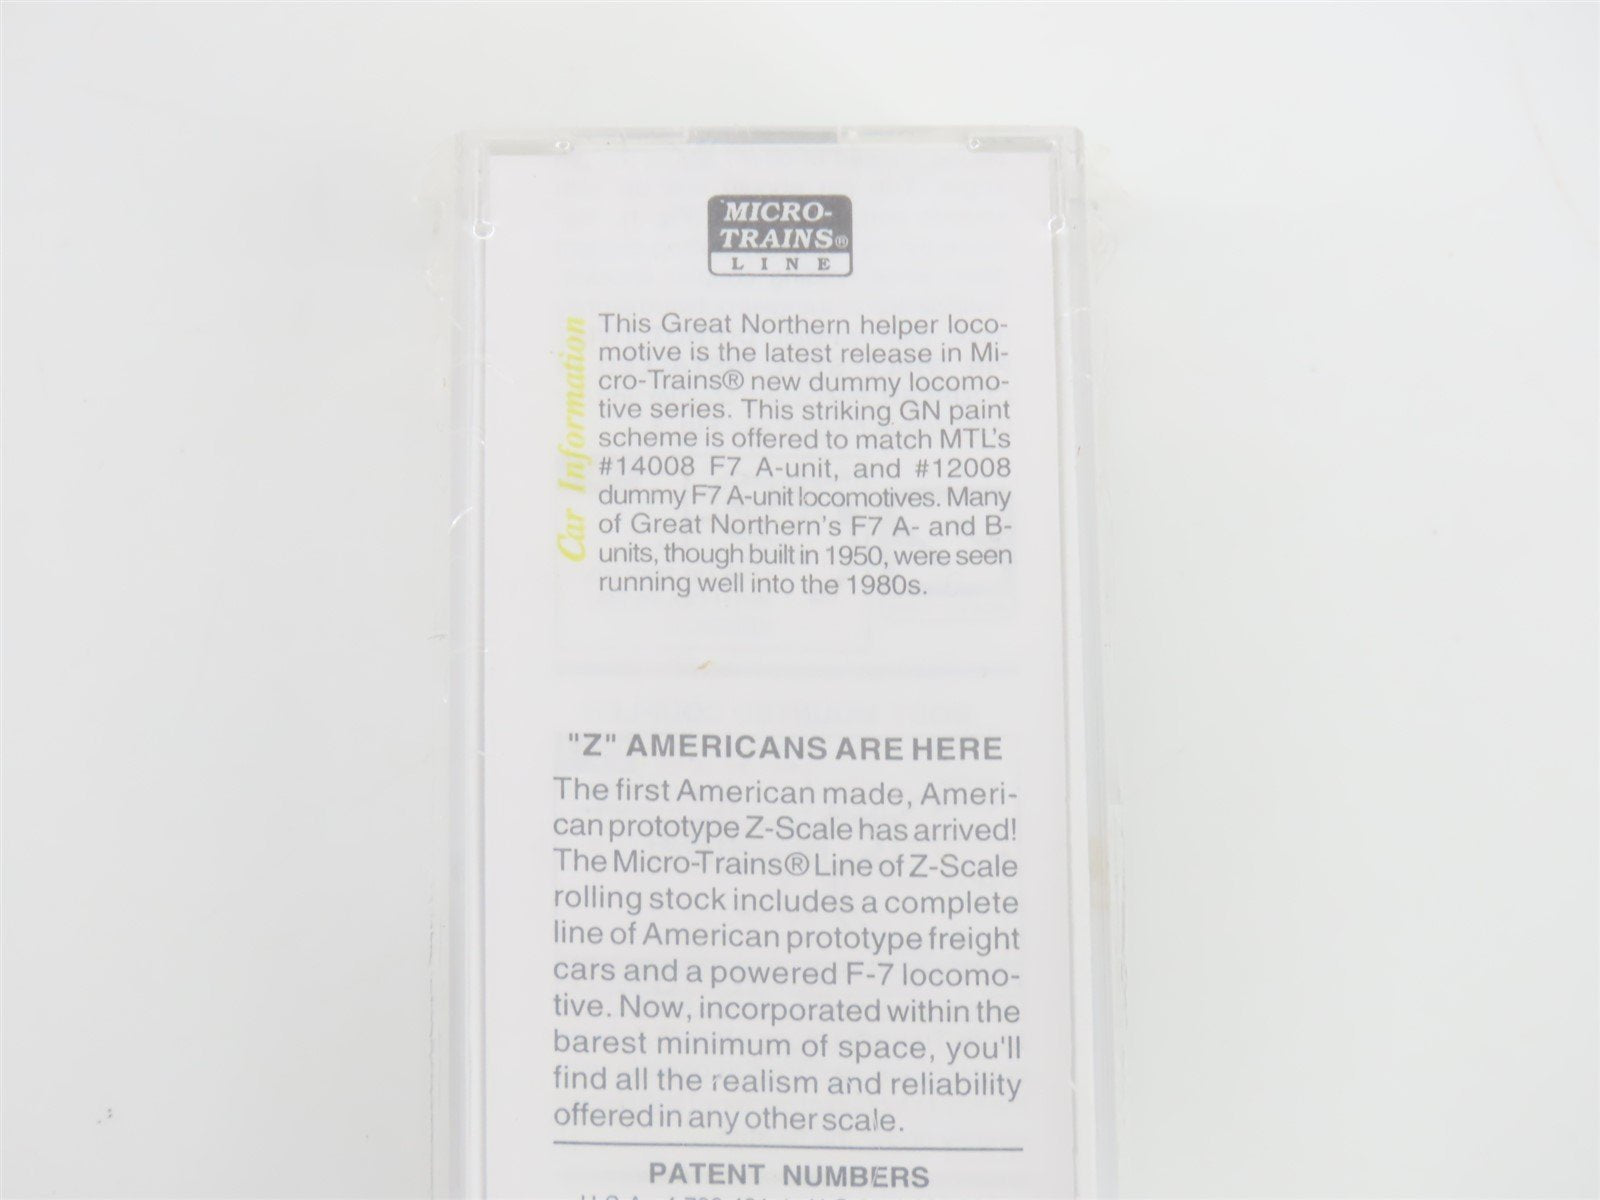 MICRO-
TRAINS®
LINE
Car Information
This Great Northern helper loco-
motive is the latest release in Mi-
cro-Trains® new dummy locomo-
tive series. This striking GN paint
scheme is offered to match MTL's
#14008 F7 A-unit, and #12008
dummy F7 A-unit locomotives. Many
of Great Northern's F7 A- and B-
units, though built in 1950, were seen
running well into the 1980s.
"Z" AMERICANS ARE HERE
The first American made, Ameri-
can prototype Z-Scale has arrived!
The Micro-Trains® Line of Z-Scale
rolling stock includes a complete
line of American prototype freight
cars and a powered F-7 locomo-
tive. Now, incorporated within the
barest minimum of space, you'll
find all the realism and reliability
offered in any other scale.
PATENT NUMBERS